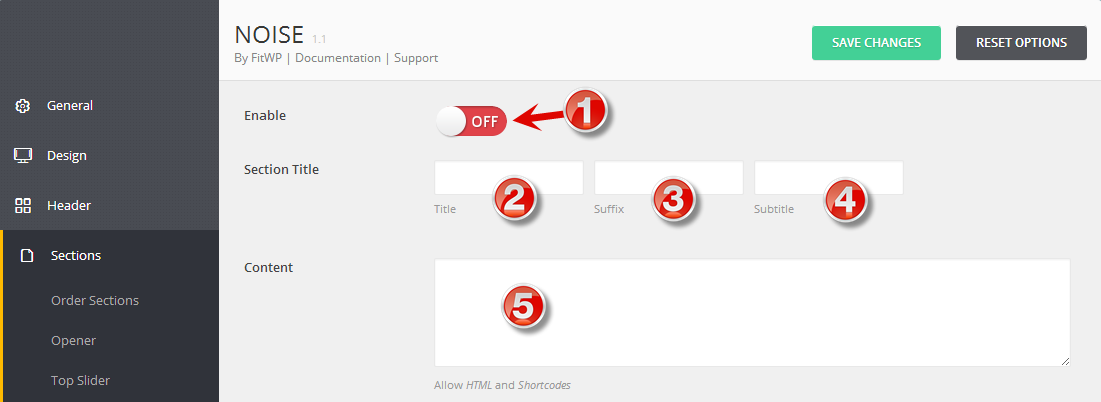 NOISE 1.1
By FitWP | Documentation | Support
SAVE CHANGES
RESET OPTIONS
General
Design
Header
Sections
Order Sections
Opener
Top Slider
Enable
OFF
1
Section Title
2
3
4
Title
Suffix
Subtitle
Content
5
Allow HTML and Shortcodes